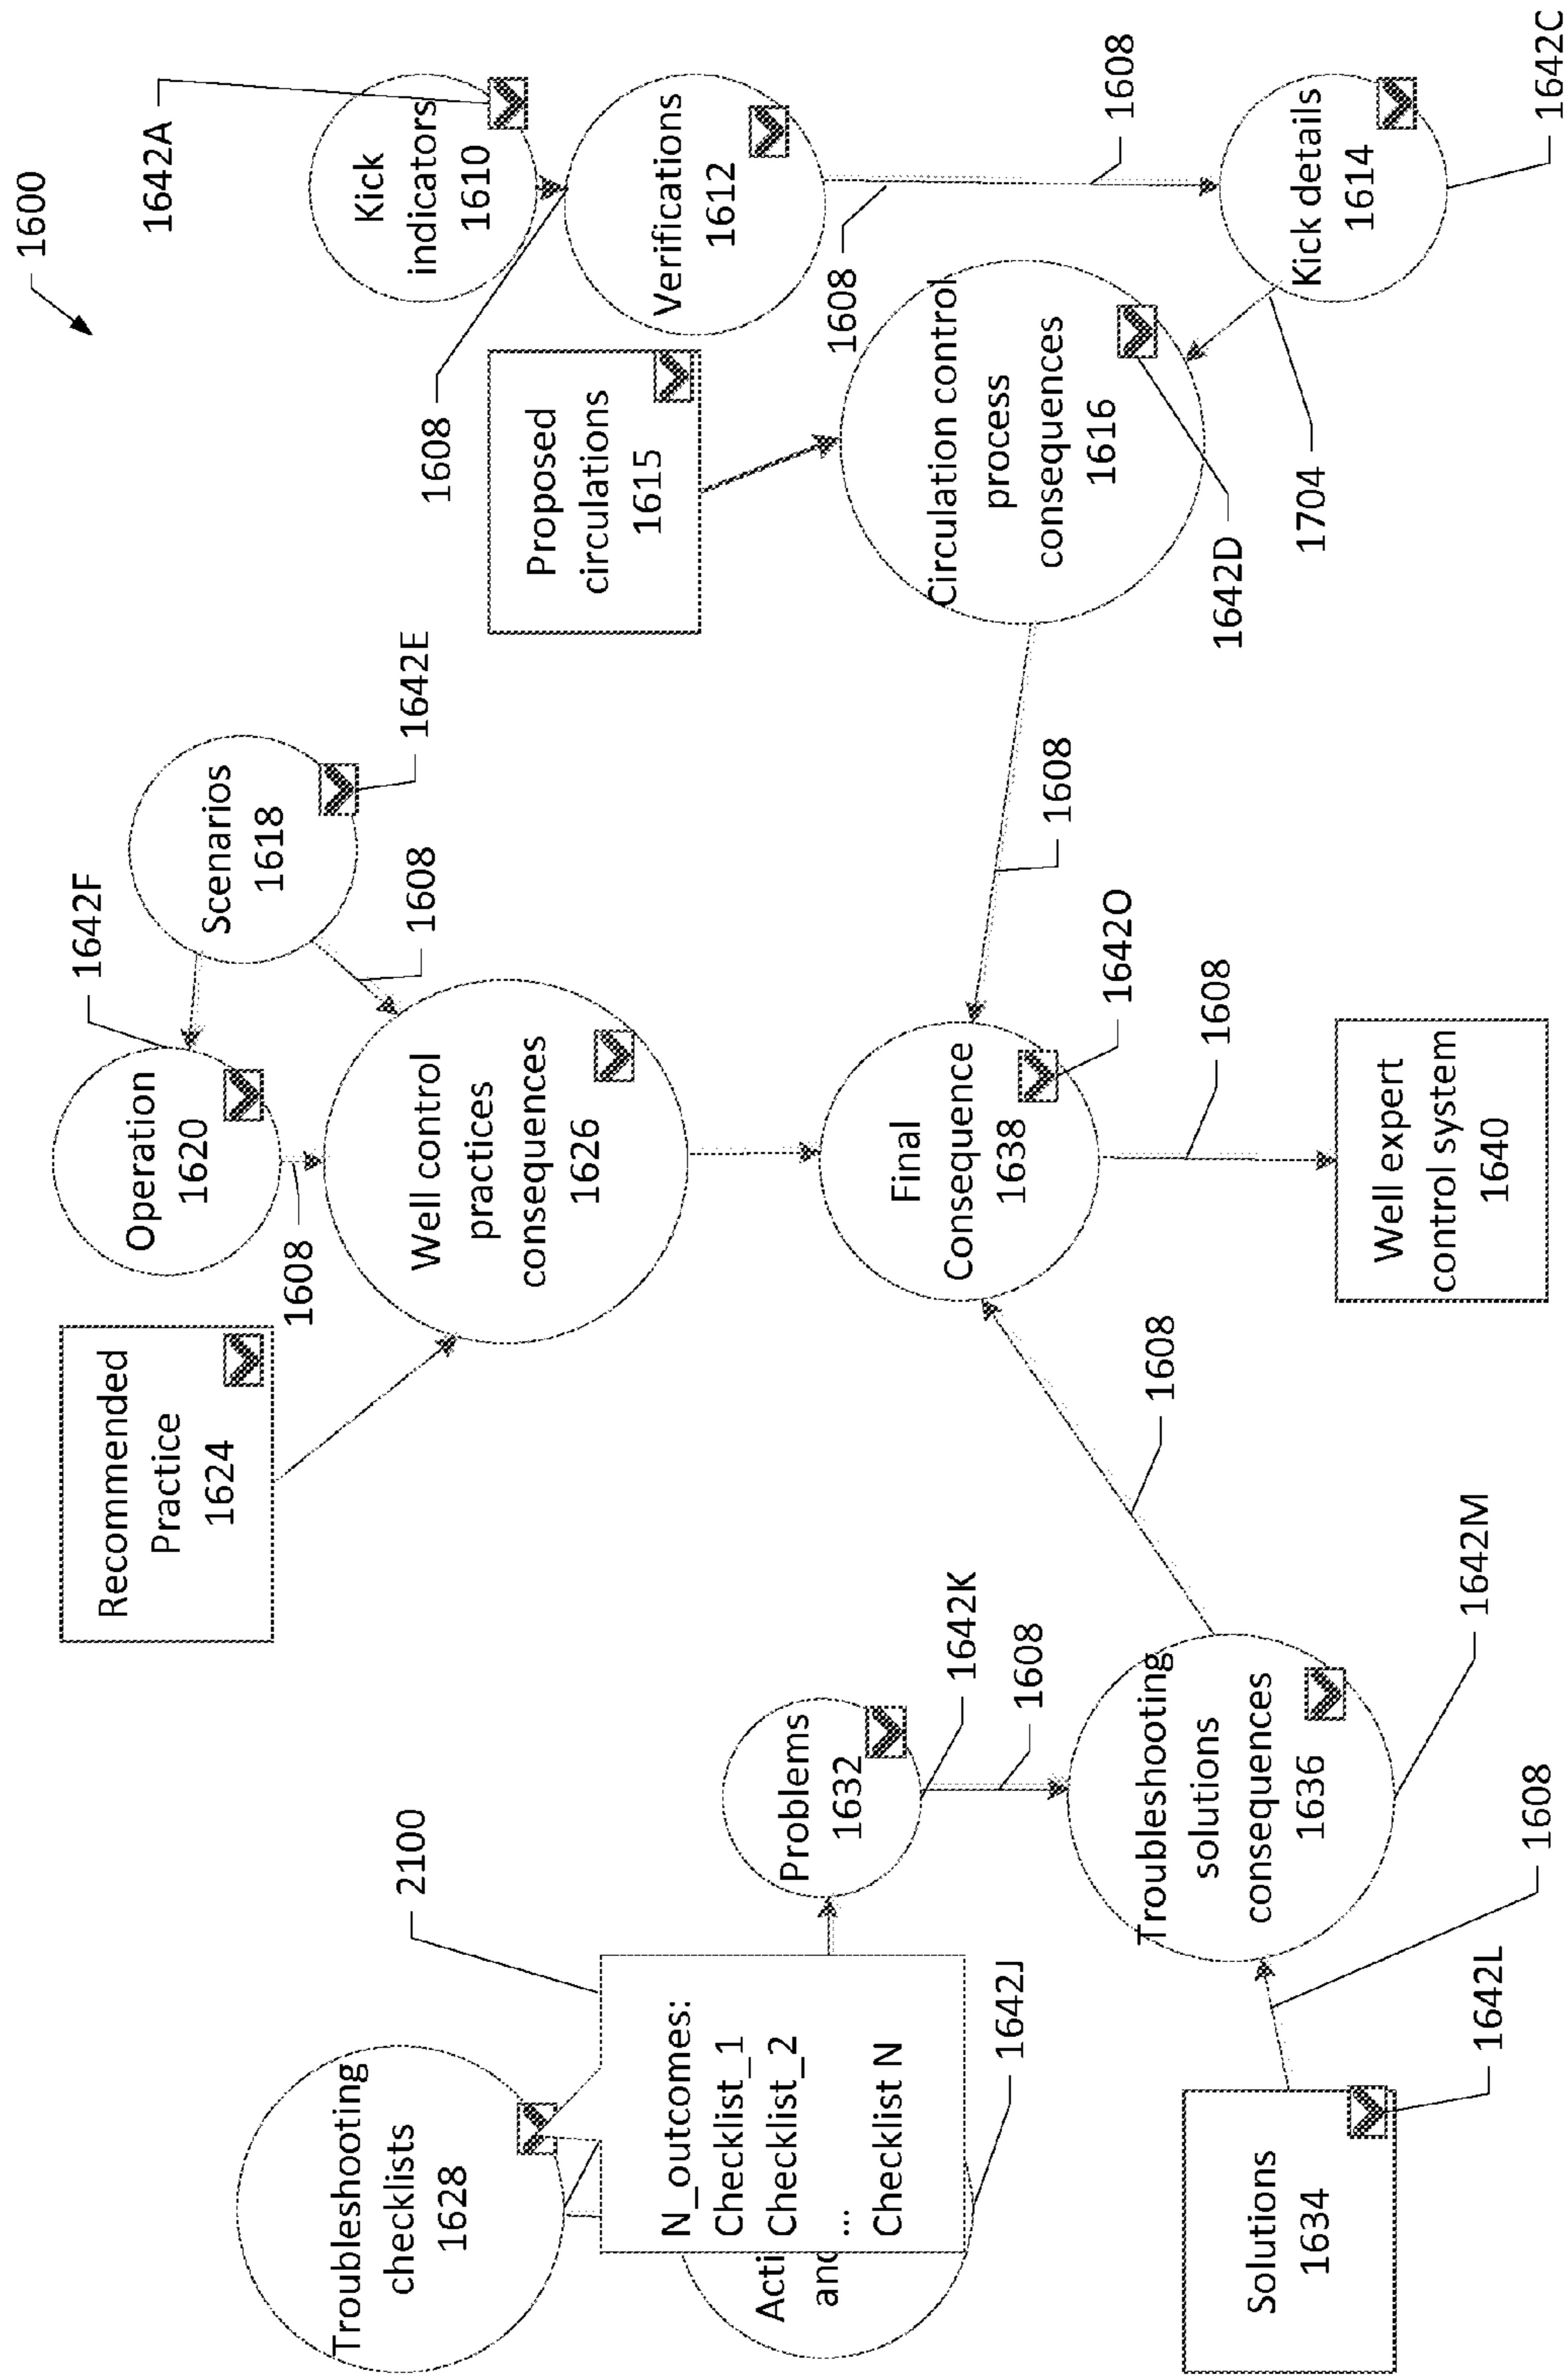 1600
Troubleshooting
checklists
1628
2100
N_outcomes:
Checklist_1
Checklist_2
...
Checklist N
Acti
and
1642J
Problems
1632
1642K
1608
Solutions
1634
1642L
1608
Troubleshooting
solutions
consequences
1636
1642M
1608
Recommended
Practice
1624
Operation
1620
1642F
1608
Scenarios
1618
1642E
1608
Well control
practices
consequences
1626
Final
Consequence
1638
1642O
1608
1608
Well expert
control system
1640
Kick
indicators
1610
1642A
1608
Verifications
1612
1608
1608
Proposed
circulations
1615
Circulation control
process
consequences
1616
1642D
1704
Kick details
1614
1642C